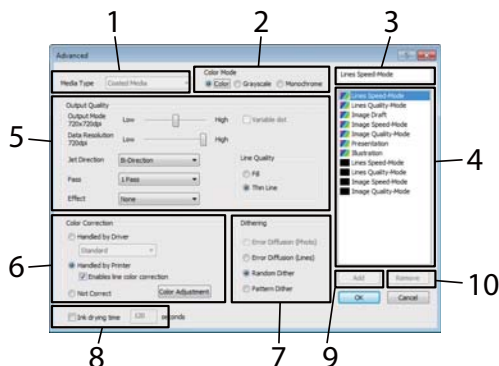 1
2
3
Advanced
Media Type
Coated Media
Color Mode
Color
Grayscale
Monochrome
Lines Speed-Mode
5
Output Quality
Output Mode
720x720dpi
Low
High
Variable dot
Data Resolution
720dpi
Low
High
Jet Direction
Bi-Direction
Pass
1 Pass
Effect
None
Line Quality
Fill
Thin Line
Lines Speed-Mode
Lines Quality-Mode
Image Draft
Image Speed-Mode
Image Quality-Mode
Presentation
Illustration
Lines Speed-Mode
Lines Quality-Mode
Image Speed-Mode
Image Quality-Mode
4
6
Color Correction
Handled by Driver
Standard
Handled by Printer
Enables line color correction
Not Correct
Color Adjustment
Dithering
Error Diffusion (Photo)
Error Diffusion (Lines)
Random Dither
Pattern Dither
Add
Remove
OK
Cancel
10
Ink drying time
120
seconds
8
7
9